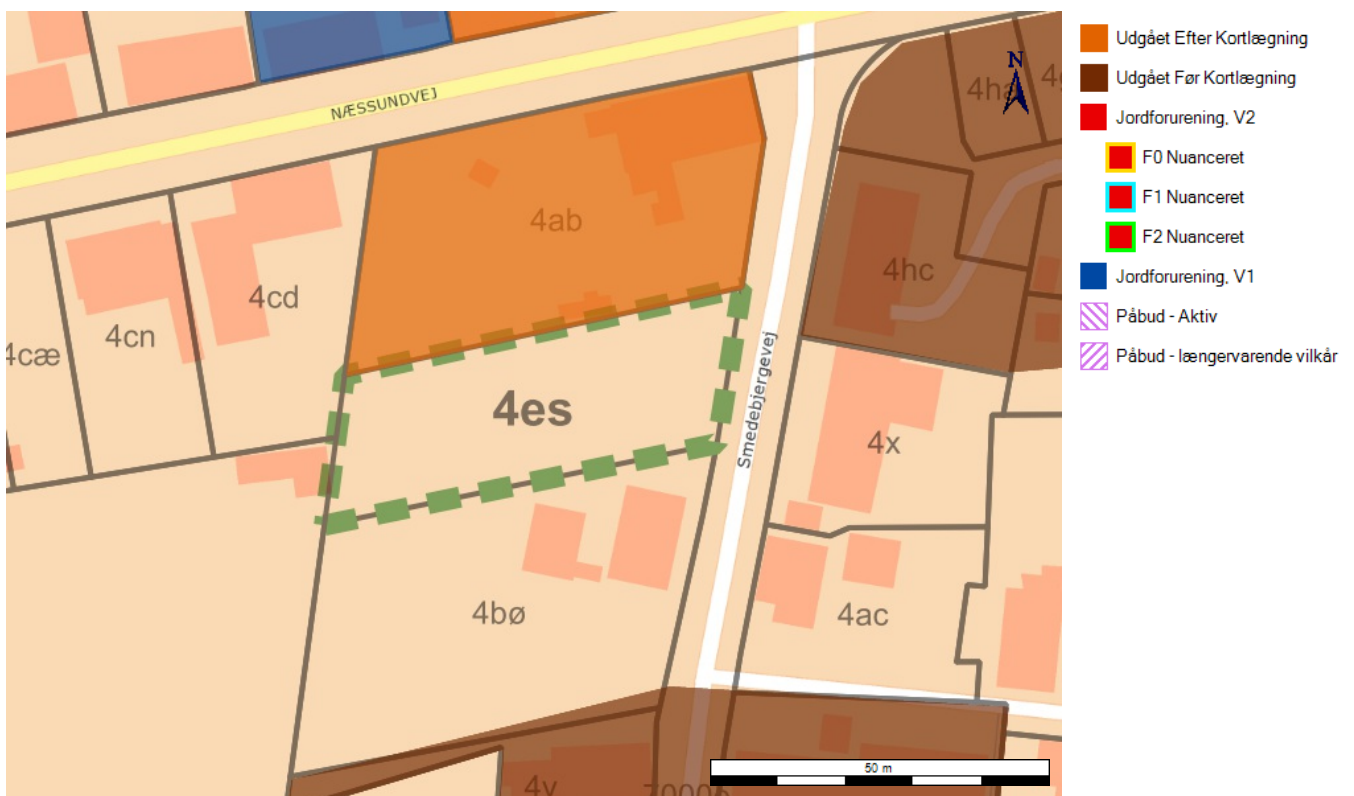 NÆSSUNDVEJ
N
4ha
4ab
4hc
4cd
4cn
4cæ
4es
Smedebjergevej
4x
4bø
4ac
50 m
Udgået Efter Kortlægning
Udgået Før Kortlægning
Jordforurening, V2
F0 Nuanceret
F1 Nuanceret
F2 Nuanceret
Jordforurening, V1
Påbud - Aktiv
Påbud - længervarende vilkår